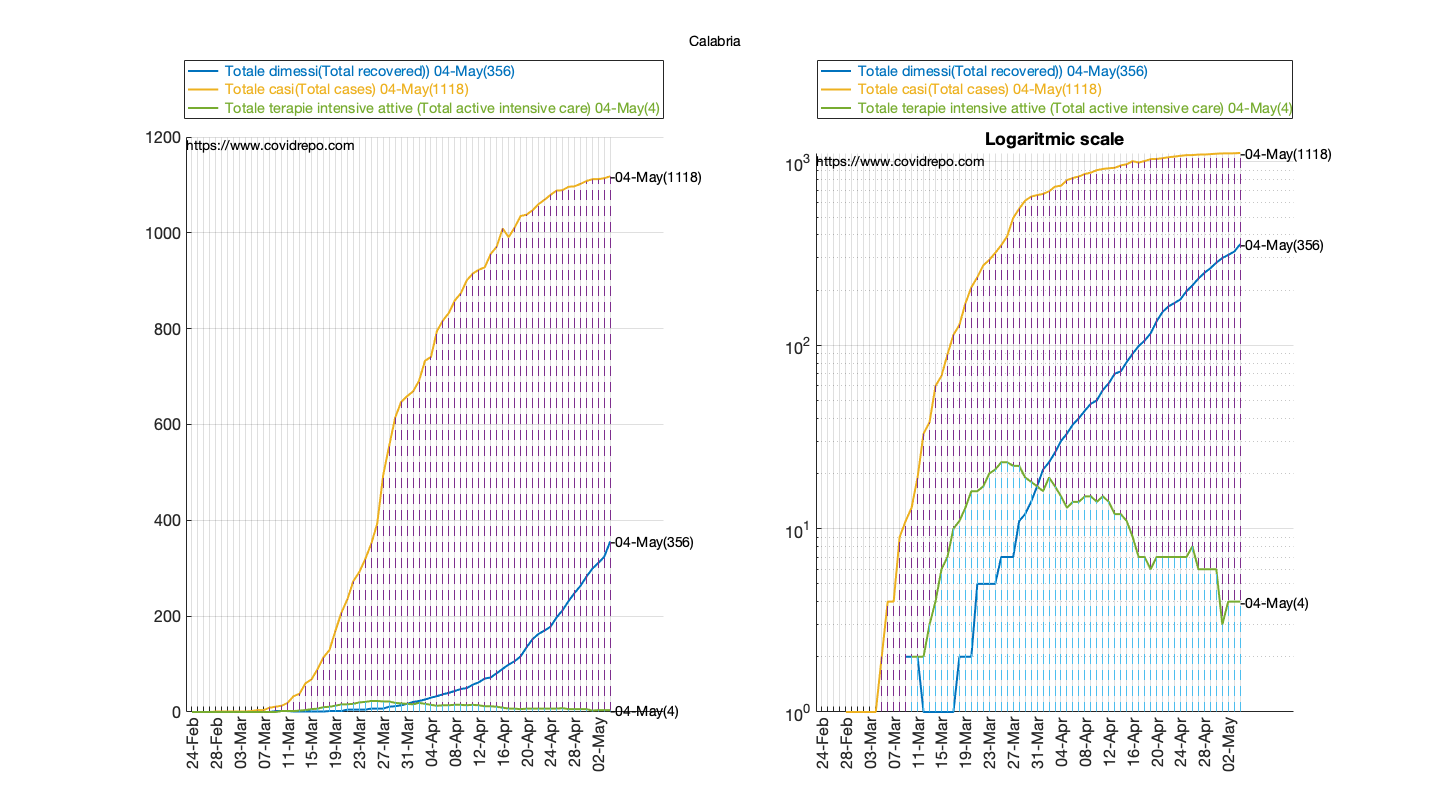 Calabria
Totale dimessi(Total recovered)) 04-May(356)
Totale casi(Total cases) 04-May(1118)
Totale terapie intensive attive (Total active intensive care) 04-May(4)
1200
1000
800
600
400
200
0
https://www.covidrepo.com
04-May(1118)
04-May(356)
04-May(4)
24-Feb
28-Feb
03-Mar
07-Mar
11-Mar
15-Mar
19-Mar
23-Mar
27-Mar
31-Mar
04-Apr
08-Apr
12-Apr
16-Apr
20-Apr
24-Apr
28-Apr
02-May
Totale dimessi(Total recovered)) 04-May(356)
Totale casi(Total cases) 04-May(1118)
Totale terapie intensive attive (Total active intensive care) 04-May(4)
Logaritmic scale
10³
10²
10¹
10⁰
https://www.covidrepo.com
04-May(1118)
04-May(356)
04-May(4)
24-Feb
28-Feb
03-Mar
07-Mar
11-Mar
15-Mar
19-Mar
23-Mar
27-Mar
31-Mar
04-Apr
08-Apr
12-Apr
16-Apr
20-Apr
24-Apr
28-Apr
02-May